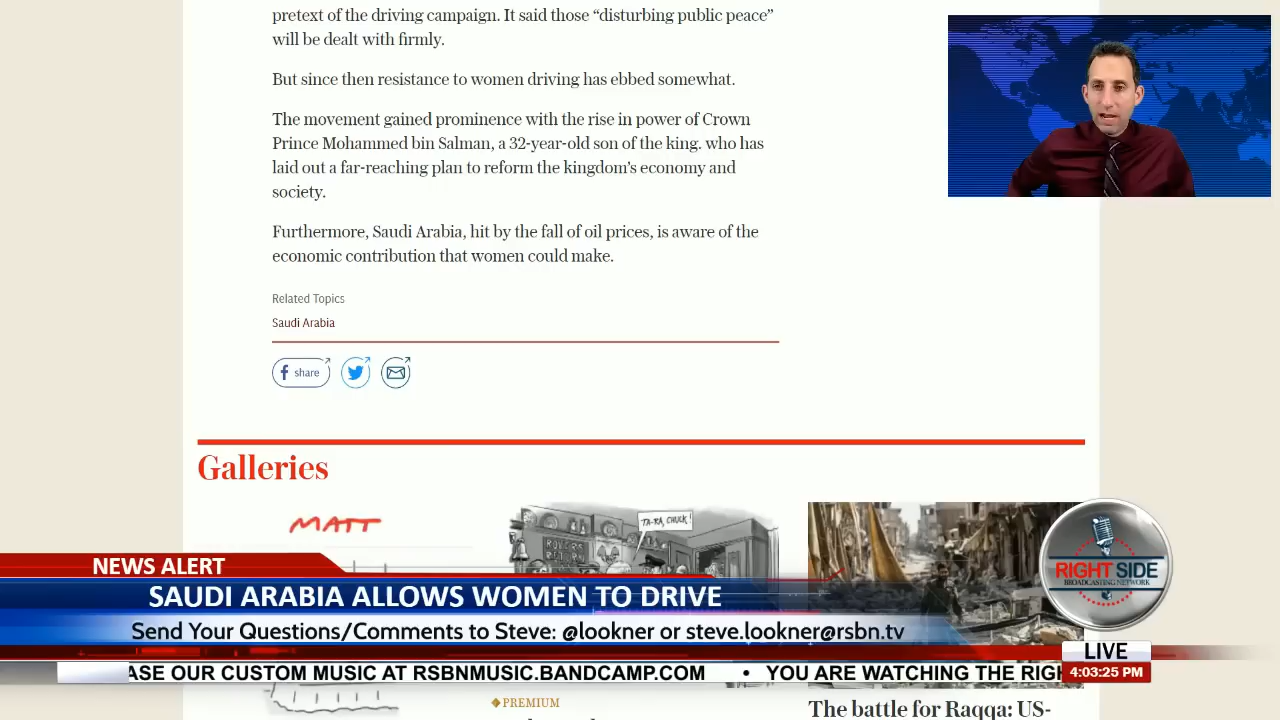 pretext of the driving campaign. It said those “disturbing public peace”
will be dealt with firmly.
But since then resistance to women driving has ebbed somewhat.
The movement gained prominence with the rise in power of Crown
Prince Mohammed bin Salman, a 32-year-old son of the king. who has
laid out a far-reaching plan to reform the kingdom’s economy and
society.
Furthermore, Saudi Arabia, hit by the fall of oil prices, is aware of the
economic contribution that women could make.
Related Topics
Saudi Arabia
share
Galleries
MATT
TA-RA, CHUCK!
ROVERS
RETURN
NEWS ALERT
SAUDI ARABIA ALLOWS WOMEN TO DRIVE
Send Your Questions/Comments to Steve: @lookner or steve.lookner@rsbn.tv
RIGHT SIDE
BROADCASTING NETWORK
LIVE
4:03:25 PM
ASE OUR CUSTOM MUSIC AT RSBNMUSIC.BANDCAMP.COM • YOU ARE WATCHING THE RIGH
PREMIUM
The battle for Raqqa: US-